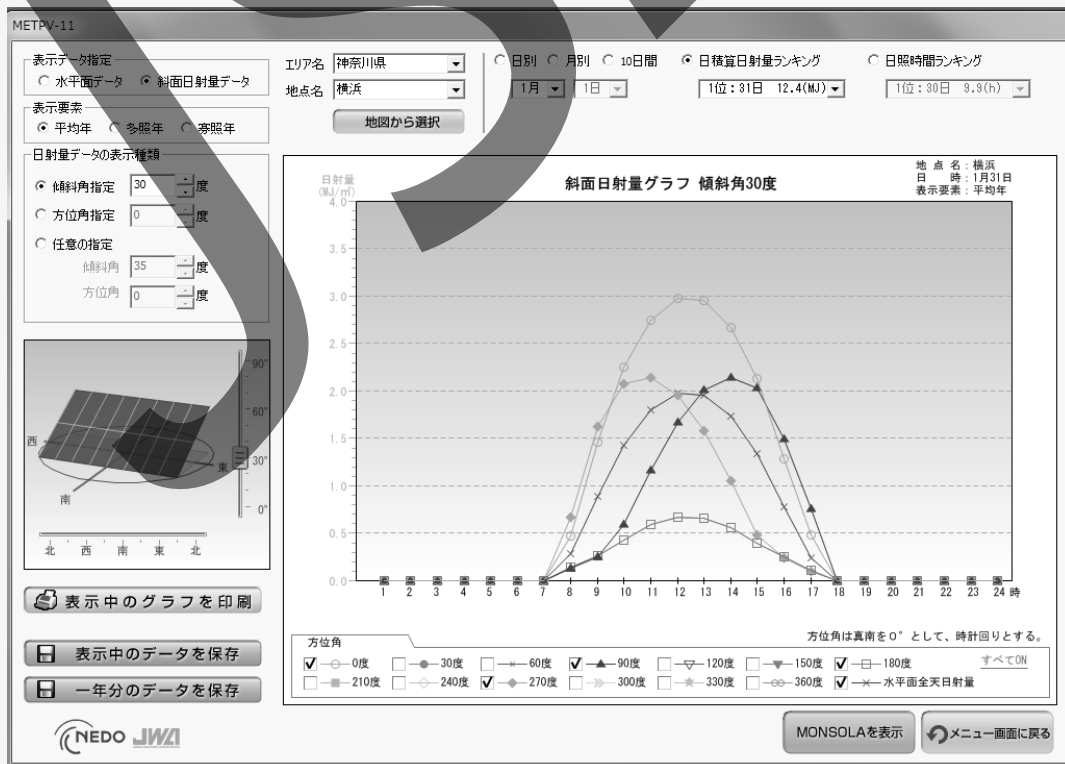 METPV-11
表示データ指定
水平面データ 斜面日射量データ
表示要素
平均年 多照年 寡照年
日射量データの表示種類
傾斜角指定 30 度
方位角指定 0 度
任意の指定
傾斜角 35 度
方位角 0 度
エリア名 神奈川県
地点名 横浜
地図から選択
日別 月別 10日間 日積算日射量ランキング 日照時間ランキング
1月 1日 1位:31日 12.4(MJ) 1位:30日 9.9(h)
90°
60°
30°
0°
西
東
南
北 西 南 東 北
表示中のグラフを印刷
表示中のデータを保存
一年分のデータを保存
NEDO JWA
日射量
(MJ/㎡)
斜面日射量グラフ 傾斜角30度
地点名:横浜
日 時:1月31日
表示要素:平均年
4.0
3.5
3.0
2.5
2.0
1.5
1.0
0.5
0.0
1 2 3 4 5 6 7 8 9 10 11 12 13 14 15 16 17 18 19 20 21 22 23 24 時
方位角
方位角は真南を0°として、時計回りとする。
0度 30度 60度 90度 120度 150度 180度 すべてON
210度 240度 270度 300度 330度 360度 水平面全天日射量
MONSOLAを表示
メニュー画面に戻る